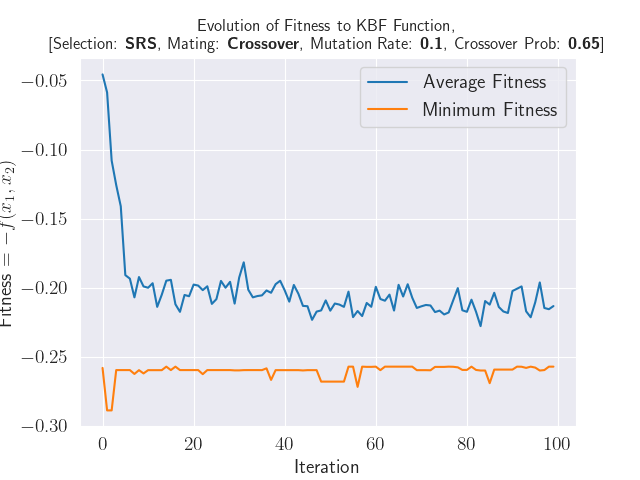 Evolution of Fitness to KBF Function,
[Selection: SRS, Mating: Crossover, Mutation Rate: 0.1, Crossover Prob: 0.65]
Average Fitness
Minimum Fitness
Fitness = −f(x₁, x₂)
−0.05
−0.10
−0.15
−0.20
−0.25
−0.30
0 20 40 60 80 100
Iteration